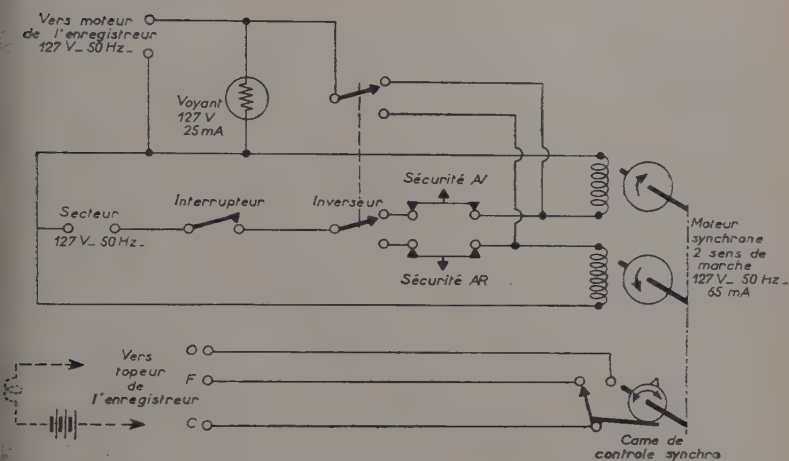 Vers moteur
de l'enregistreur
127 V_ 50 Hz_
Voyant
127 V
25 mA
Secteur
127 V_ 50 Hz_
Interrupteur
Inverseur
Sécurité AV
Sécurité AR
Moteur
synchrone
2 sens de
marche
127 V_ 50 Hz_
65 mA
Vers
topeur
de
l'enregistreur
O
F
C
Came de
controle synchro